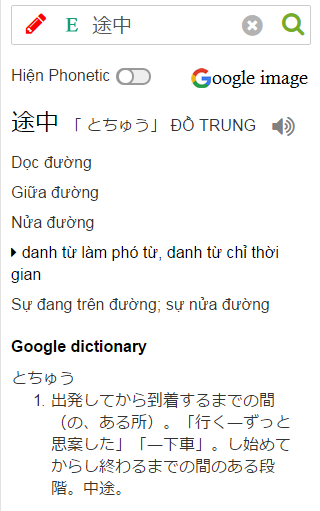 E 途中
Hiện Phonetic Google image
途中 「 とちゅう」 ĐỒ TRUNG
Dọc đường
Giữa đường
Nửa đường
danh từ làm phó từ, danh từ chỉ thời
gian
Sự đang trên đường; sự nửa đường
Google dictionary
とちゅう
1. 出発してから到着するまでの間
（の、ある所）。「行く―ずっと
思案した」「―下車」。し始めて
からし終わるまでの間のある段
階。中途。